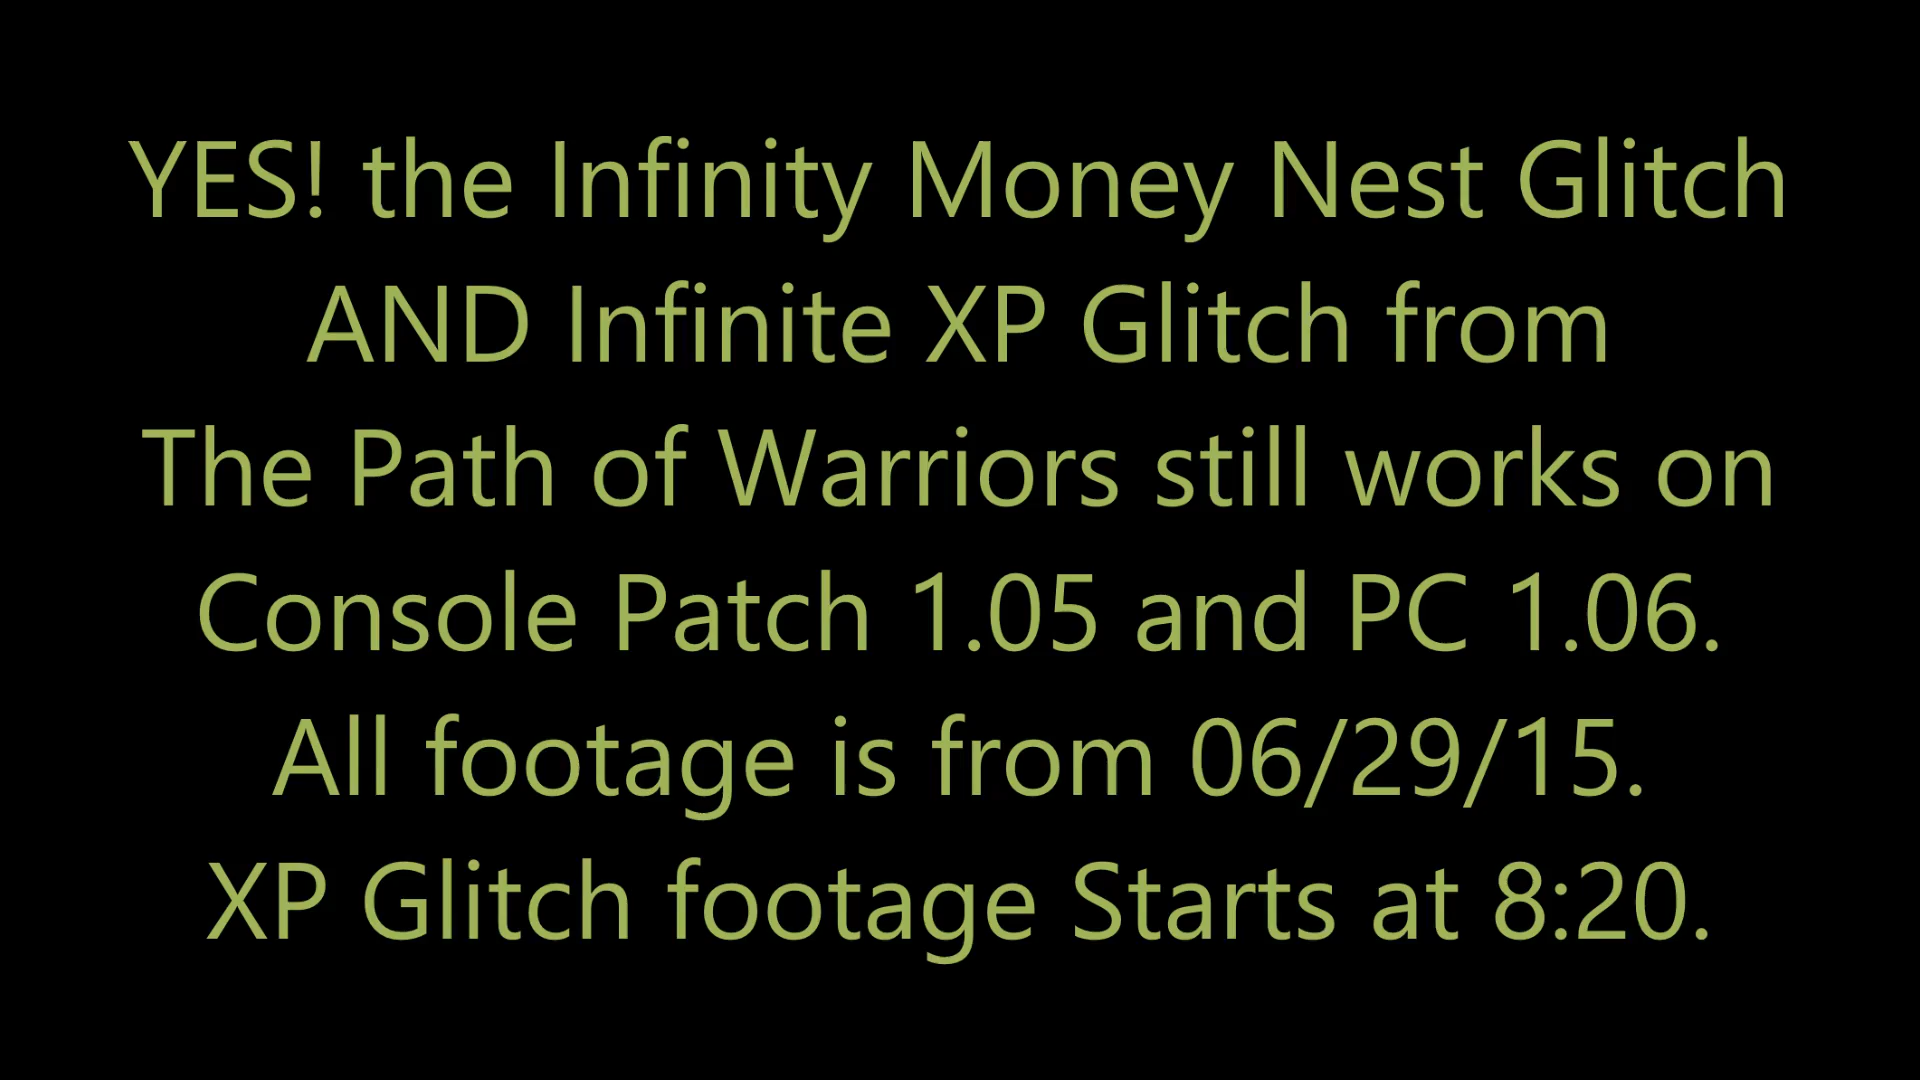 YES! the Infinity Money Nest Glitch
AND Infinite XP Glitch from
The Path of Warriors still works on
Console Patch 1.05 and PC 1.06.
All footage is from 06/29/15.
XP Glitch footage Starts at 8:20.